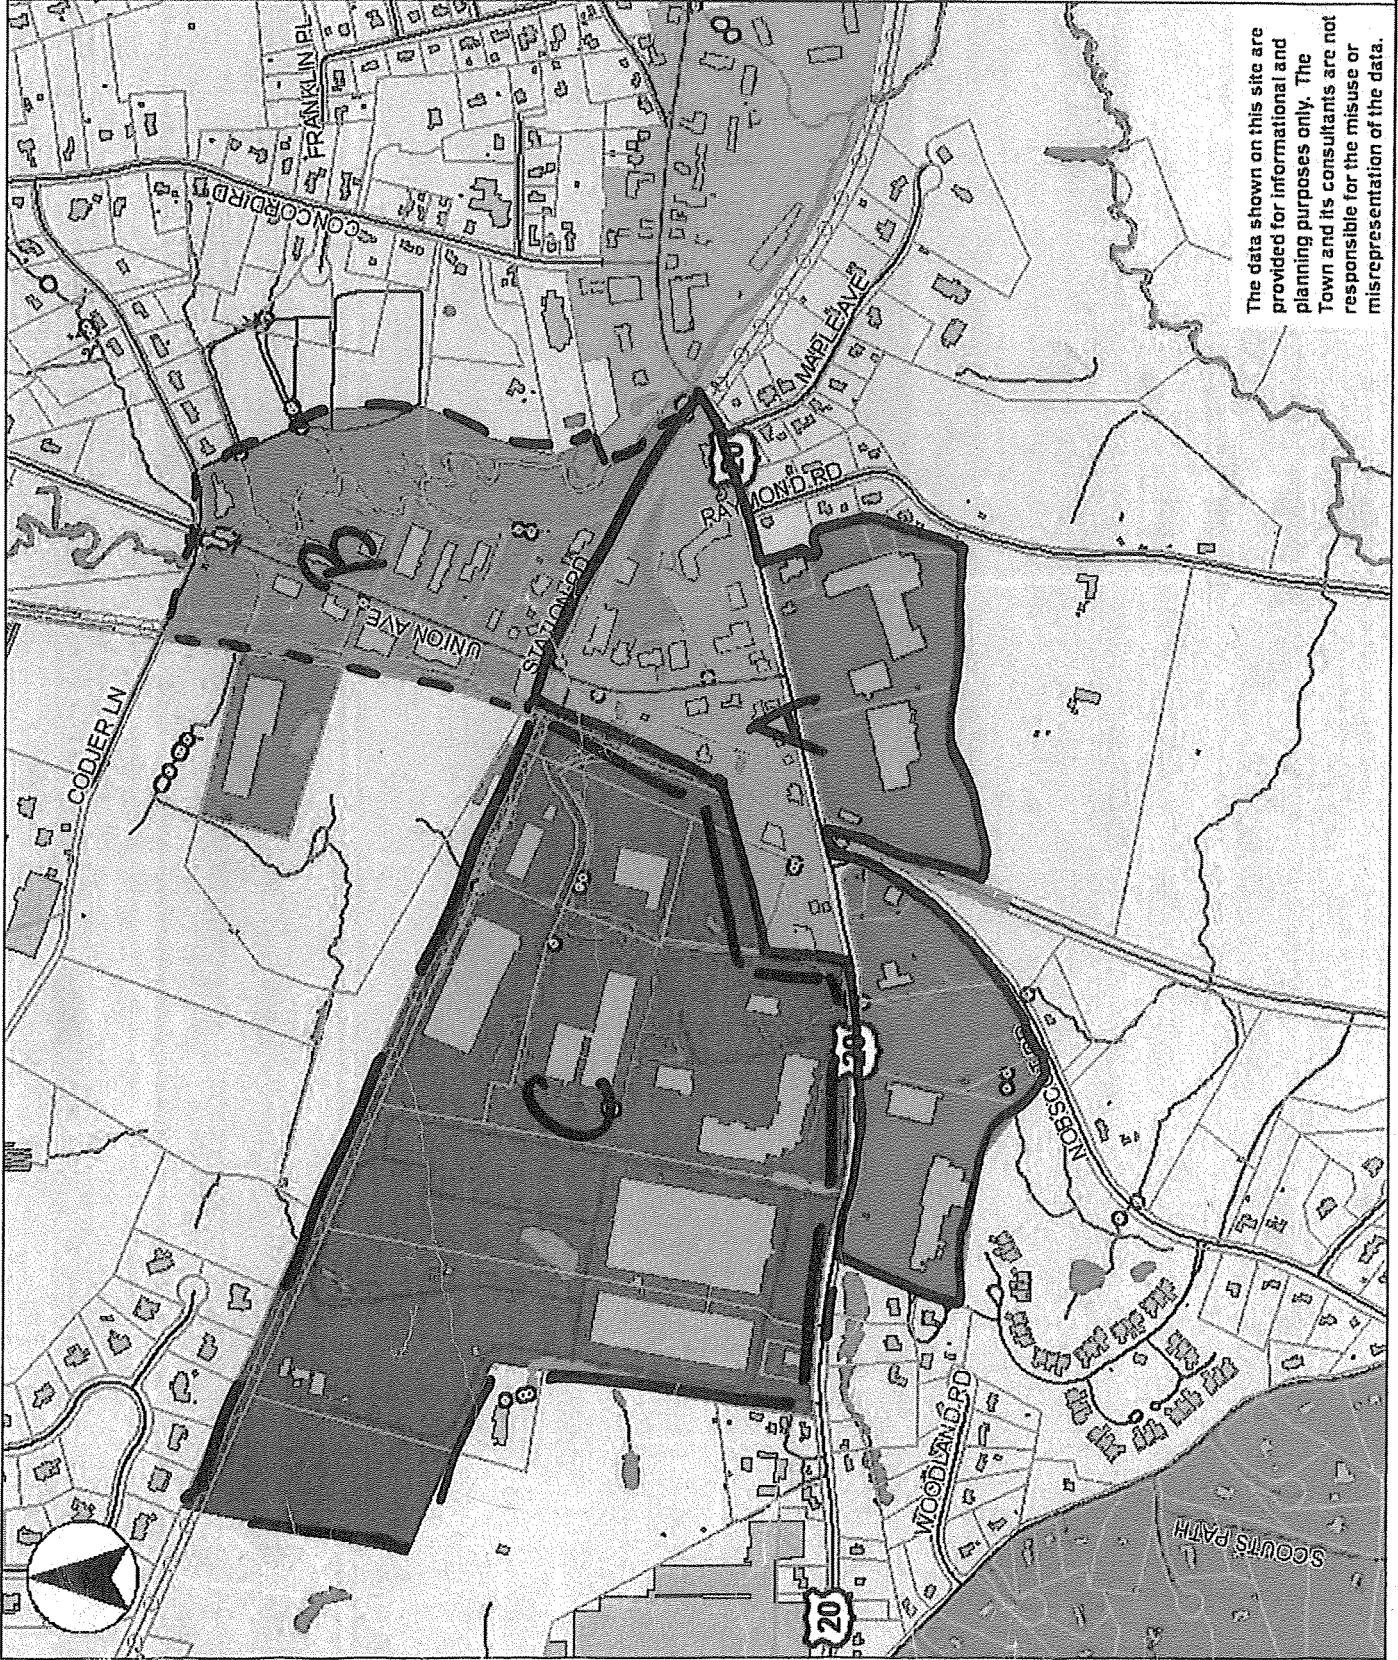 FRANKLIN PL
CONCORD RD
CODJER LN
B
UNION AVE.
STATION RD
MAPLE AVE
20
RAYMOND RD
A
C
20
NOBSCOT RD
WOODLAND RD
20
SCOUTS PATH
The data shown on this site are
provided for informational and
planning purposes only. The
Town and its consultants are not
responsible for the misuse or
misrepresentation of the data.